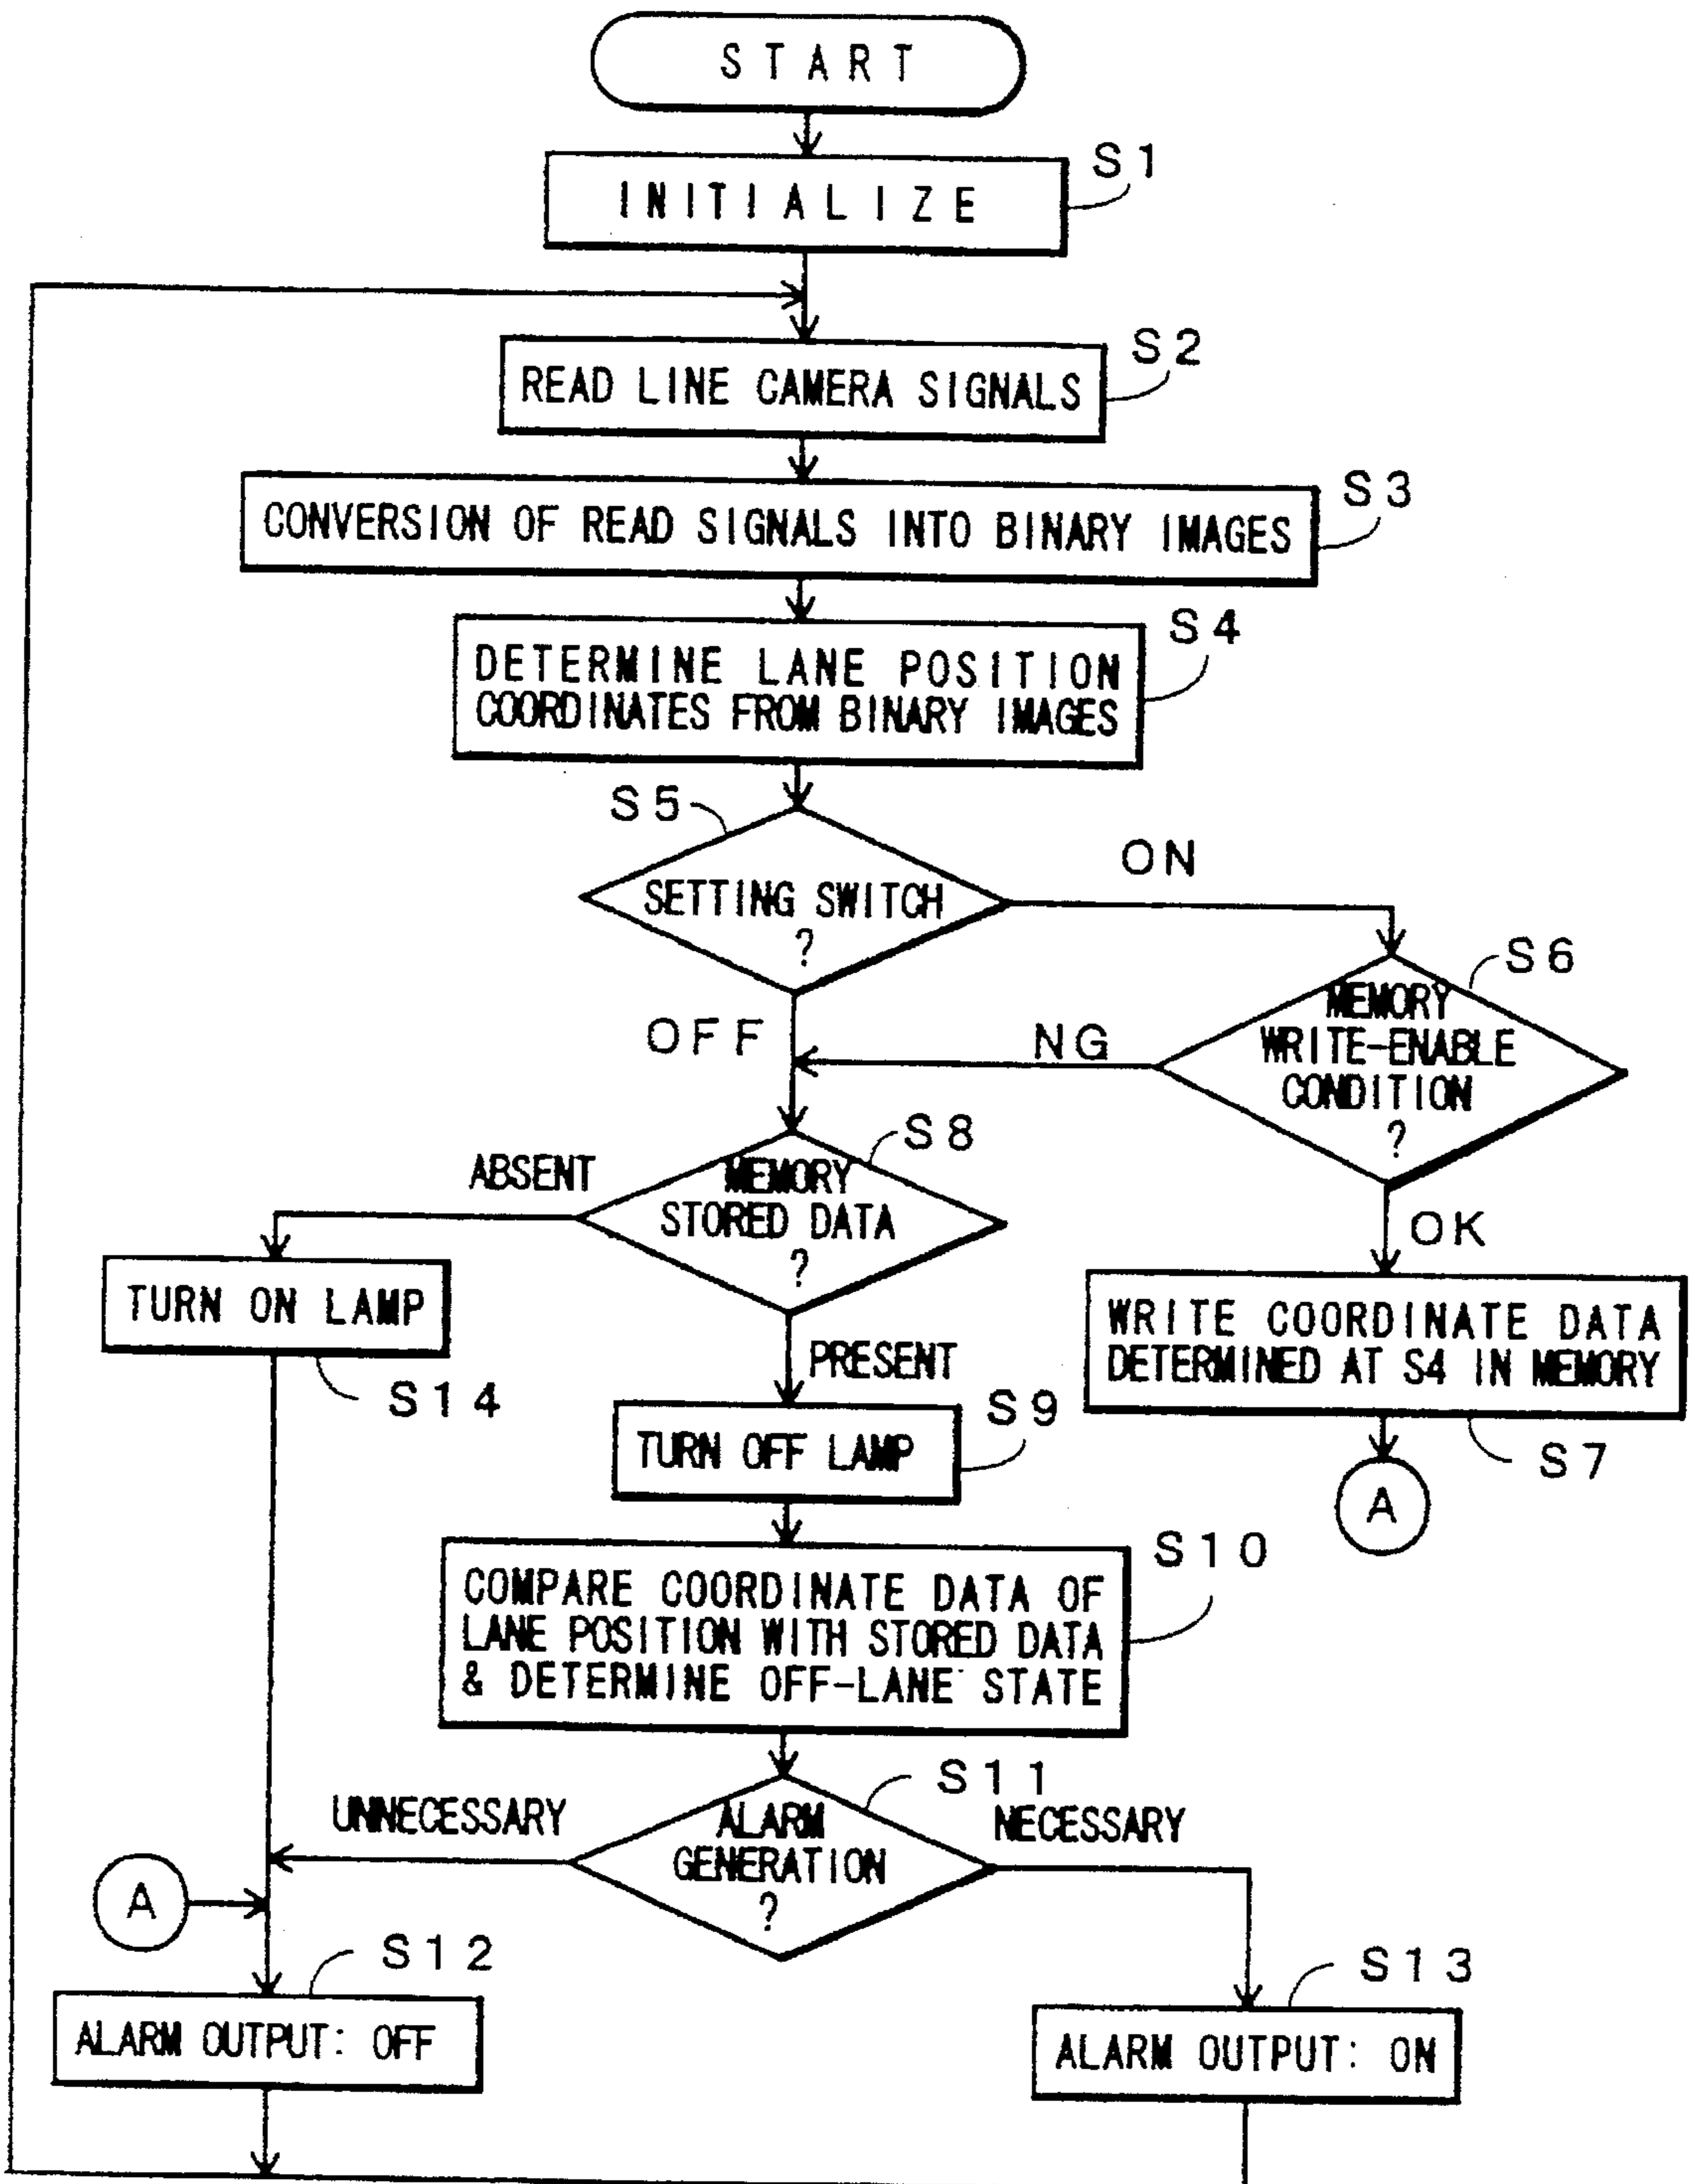 START
S1
INITIALIZE
S2
READ LINE CAMERA SIGNALS
S3
CONVERSION OF READ SIGNALS INTO BINARY IMAGES
S4
DETERMINE LANE POSITION
COORDINATES FROM BINARY IMAGES
S5
SETTING SWITCH
?
ON
OFF
S6
MEMORY
WRITE-ENABLE
CONDITION
?
NG
OK
S8
MEMORY
STORED DATA
?
ABSENT
PRESENT
TURN ON LAMP
S14
WRITE COORDINATE DATA
DETERMINED AT S4 IN MEMORY
S7
A
S9
TURN OFF LAMP
S10
COMPARE COORDINATE DATA OF
LANE POSITION WITH STORED DATA
& DETERMINE OFF-LANE STATE
S11
ALARM
GENERATION
?
UNNECESSARY
NECESSARY
A
S12
ALARM OUTPUT: OFF
S13
ALARM OUTPUT: ON